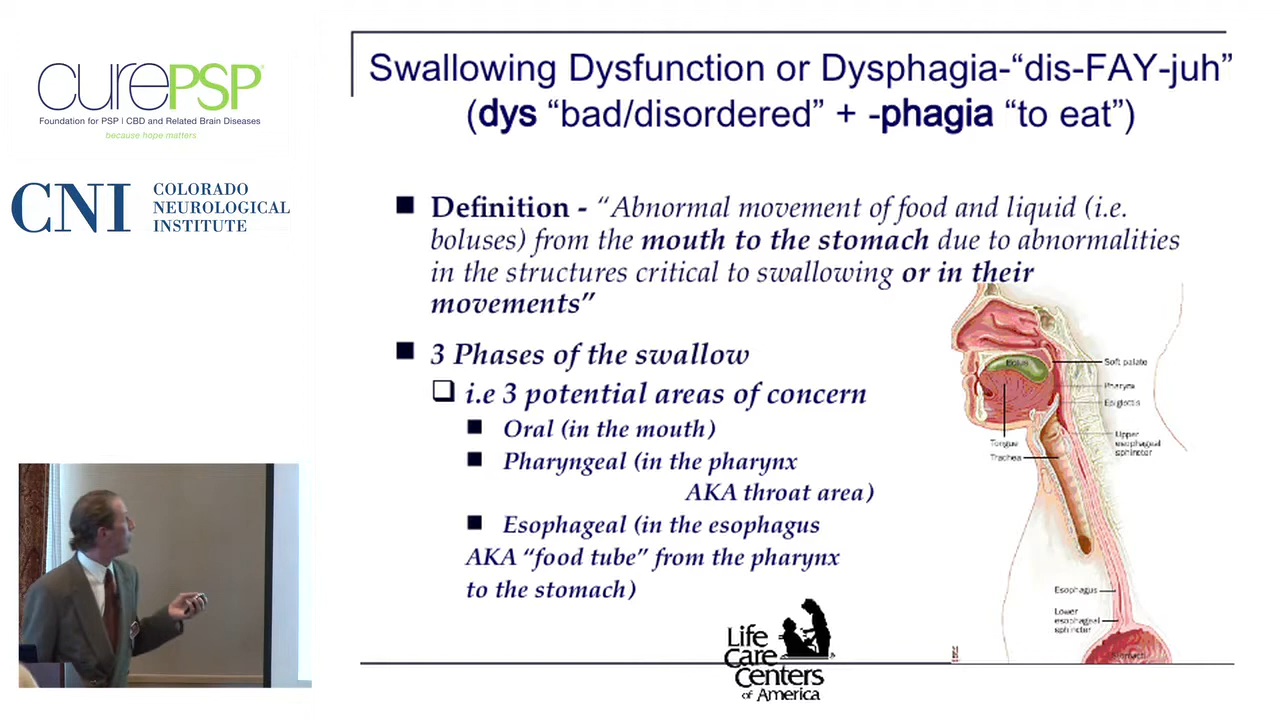 curePSP
Foundation for PSP | CBD and Related Brain Diseases
because hope matters
CNI
COLORADO
NEUROLOGICAL
INSTITUTE
Swallowing Dysfunction or Dysphagia-“dis-FAY-juh”
(dys “bad/disordered” + -phagia “to eat”)
Definition - “Abnormal movement of food and liquid (i.e.
boluses) from the mouth to the stomach due to abnormalities
in the structures critical to swallowing or in their
movements”
3 Phases of the swallow
i.e 3 potential areas of concern
Oral (in the mouth)
Pharyngeal (in the pharynx
AKA throat area)
Esophageal (in the esophagus
AKA “food tube” from the pharynx
to the stomach)
Bolus
Soft palate
Pharynx
Epiglottis
Upper
esophageal
sphincter
Tongue
Trachea
Esophagus
Lower
esophageal
sphincter
Stomach
Life
Care
Centers
of America